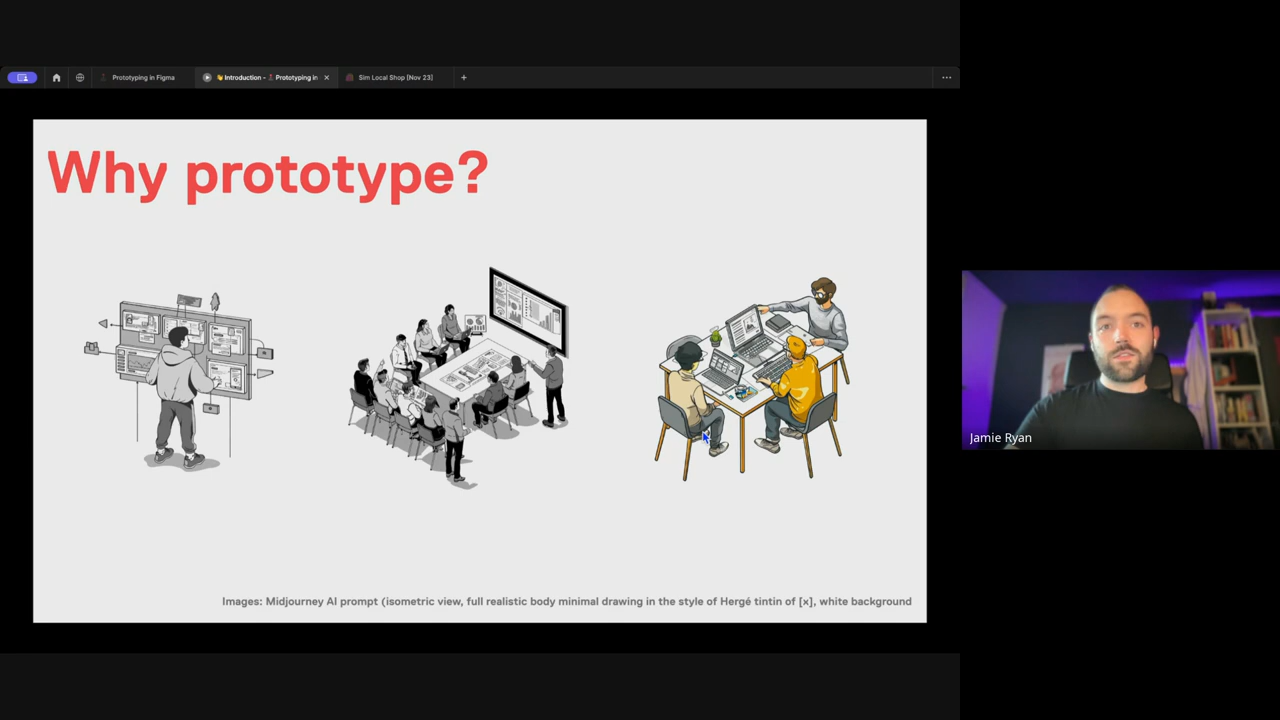 Prototyping in Figma
👋 Introduction - Prototyping in
Sim Local Shop [Nov 23]
Why prototype?
Jamie Ryan
Images: Midjourney AI prompt (isometric view, full realistic body minimal drawing in the style of Hergé tintin of [x], white background